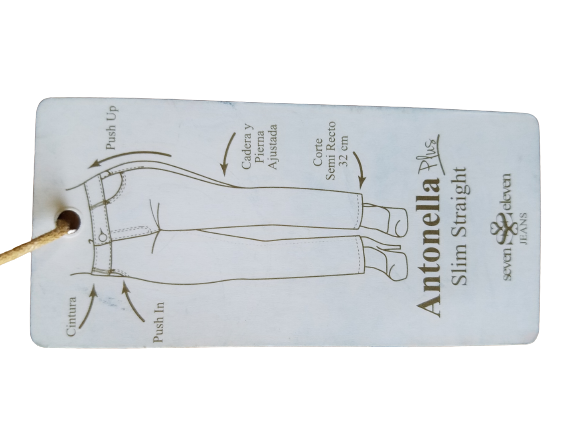 Push Up
Cadera y
Pierna
Ajustada
Corte
Semi Recto
32 cm
Cintura
Push In
Antonella Plus
Slim Straight
seven eleven
JEANS